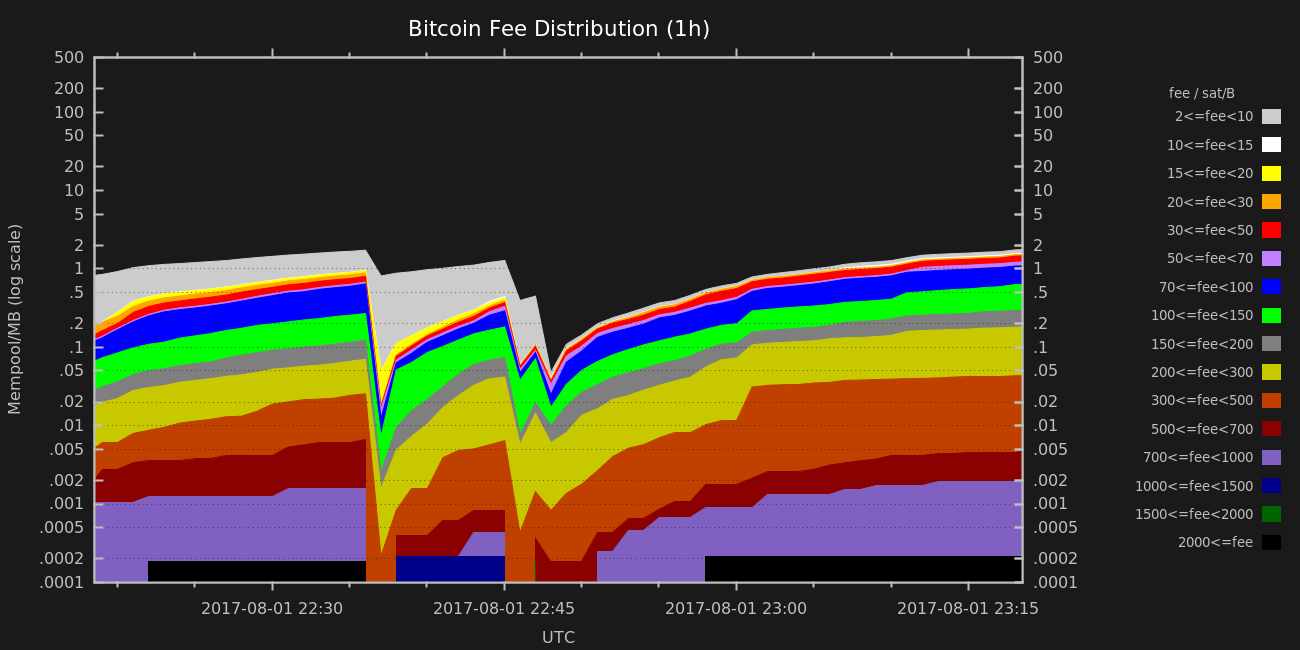 Bitcoin Fee Distribution (1h)
500
200
100
50
20
10
5
2
1
.5
.2
.1
.05
.02
.01
.005
.002
.001
.0005
.0002
.0001
Mempool/MB (log scale)
500
200
100
50
20
10
5
2
1
.5
.2
.1
.05
.02
.01
.005
.002
.001
.0005
.0002
.0001
2017-08-01 22:30
2017-08-01 22:45
2017-08-01 23:00
2017-08-01 23:15
UTC
fee / sat/B
2<=fee<10
10<=fee<15
15<=fee<20
20<=fee<30
30<=fee<50
50<=fee<70
70<=fee<100
100<=fee<150
150<=fee<200
200<=fee<300
300<=fee<500
500<=fee<700
700<=fee<1000
1000<=fee<1500
1500<=fee<2000
2000<=fee